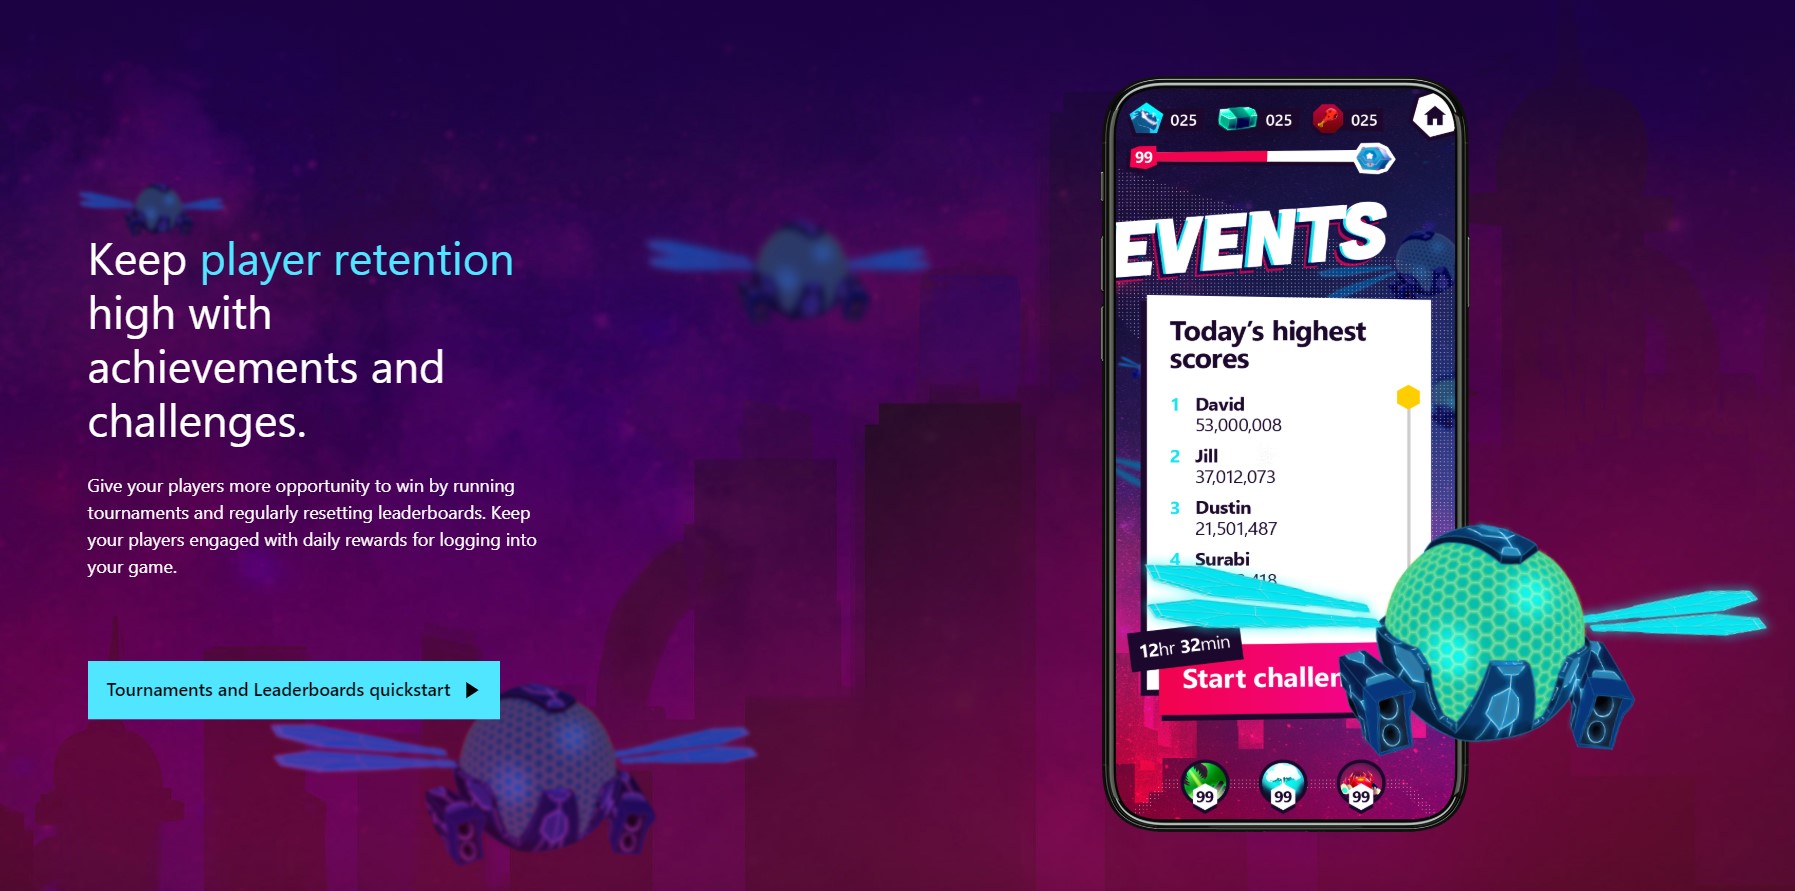 Keep player retention
high with
achievements and
challenges.
Give your players more opportunity to win by running
tournaments and regularly resetting leaderboards. Keep
your players engaged with daily rewards for logging into
your game.
Tournaments and Leaderboards quickstart
025 025 025
99
EVENTS
Today's highest
scores
1 David
53,000,008
2 Jill
37,012,073
3 Dustin
21,501,487
4 Surabi
12hr 32min
Start
99 99 99